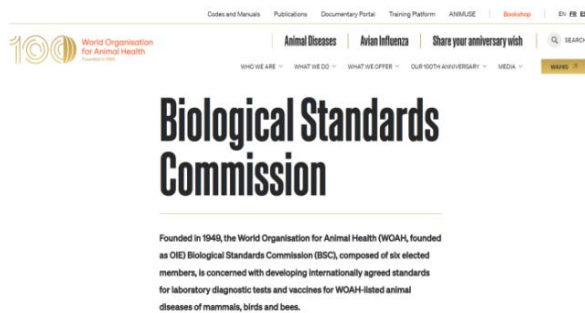 Codes and Manuals Publications Documentary Portal Training Platform ANIMUSE Bookshop EN FR ES
100 World Organisation
for Animal Health
Founded in 1924
Animal Diseases Avian Influenza Share your anniversary wish SEARCH
WHO WE ARE WHAT WE DO WHAT WE OFFER OUR 100TH ANNIVERSARY MEDIA WAHIS
Biological Standards
Commission
Founded in 1949, the World Organisation for Animal Health (WOAH, founded
as OIE) Biological Standards Commission (BSC), composed of six elected
members, is concerned with developing internationally agreed standards
for laboratory diagnostic tests and vaccines for WOAH-listed animal
diseases of mammals, birds and bees.